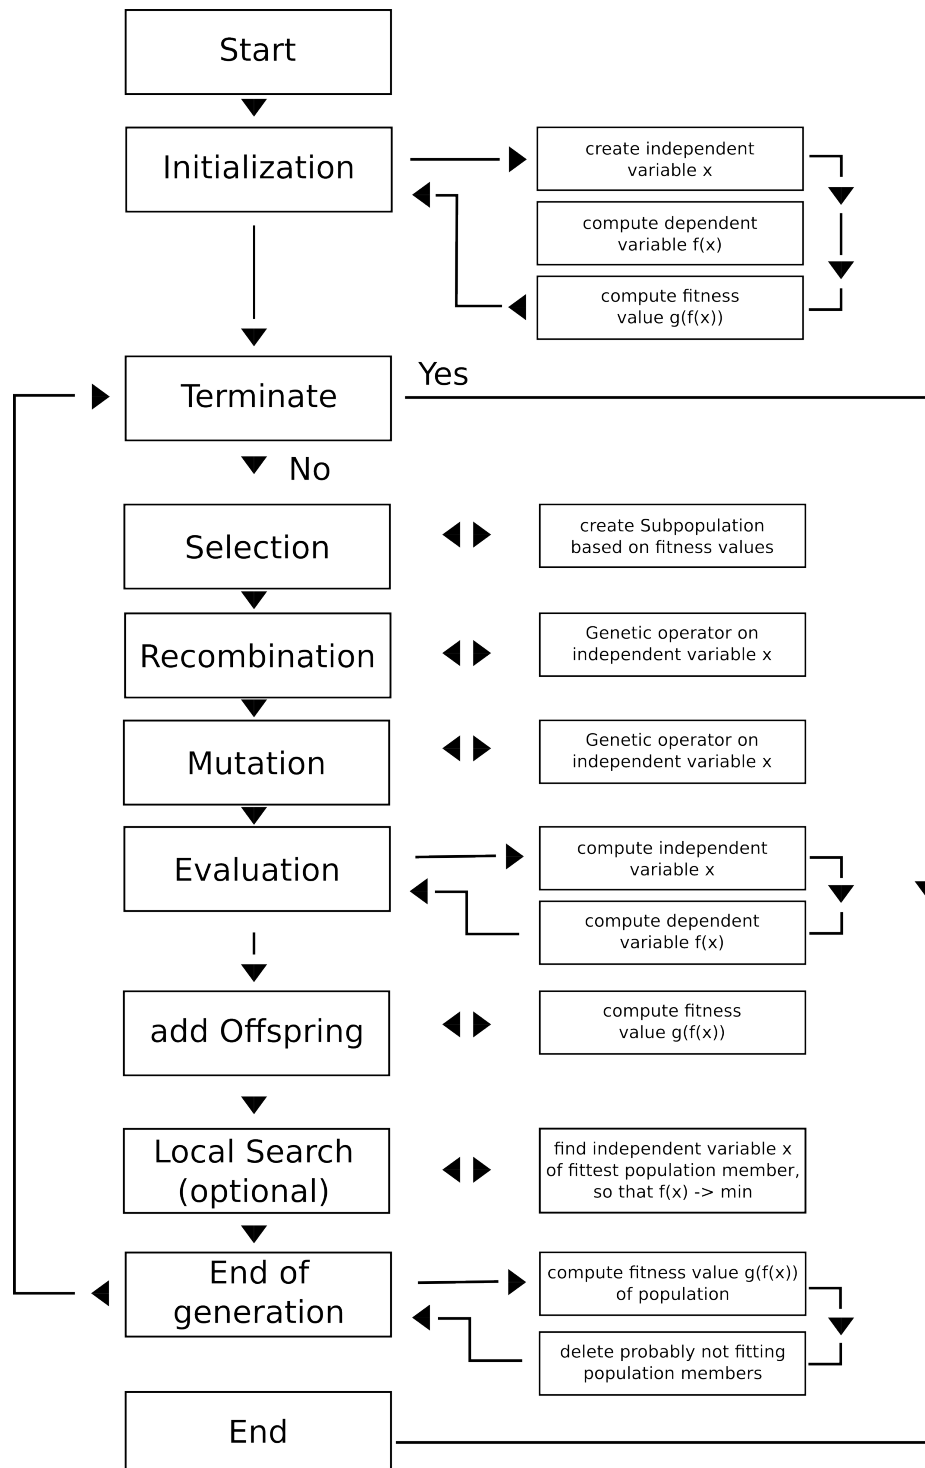 Start
Initialization
create independent
variable x
compute dependent
variable f(x)
compute fitness
value g(f(x))
Terminate
Yes
No
Selection
create Subpopulation
based on fitness values
Recombination
Genetic operator on
independent variable x
Mutation
Genetic operator on
independent variable x
Evaluation
compute independent
variable x
compute dependent
variable f(x)
add Offspring
compute fitness
value g(f(x))
Local Search
(optional)
find independent variable x
of fittest population member,
so that f(x) -> min
End of
generation
compute fitness value g(f(x))
of population
delete probably not fitting
population members
End